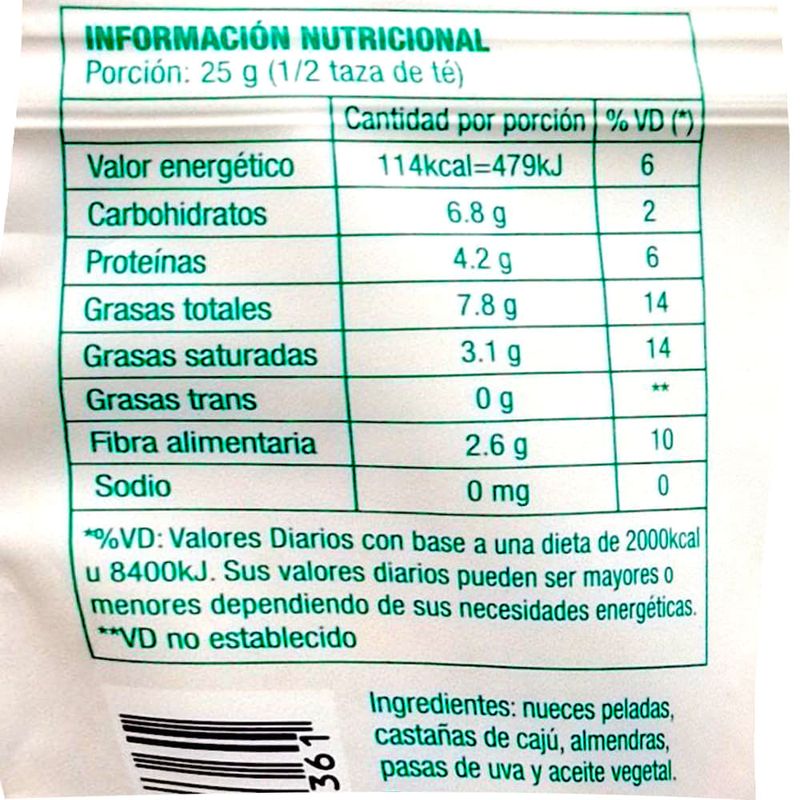 INFORMACIÓN NUTRICIONAL
Porción: 25 g (1/2 taza de té)
Cantidad por porción % VD (*)
Valor energético 114kcal=479kJ 6
Carbohidratos 6.8 g 2
Proteínas 4.2 g 6
Grasas totales 7.8 g 14
Grasas saturadas 3.1 g 14
Grasas trans 0 g **
Fibra alimentaria 2.6 g 10
Sodio 0 mg 0
*%VD: Valores Diarios con base a una dieta de 2000kcal
u 8400kJ. Sus valores diarios pueden ser mayores o
menores dependiendo de sus necesidades energéticas.
**VD no establecido
Ingredientes: nueces peladas,
castañas de cajú, almendras,
pasas de uva y aceite vegetal.
361